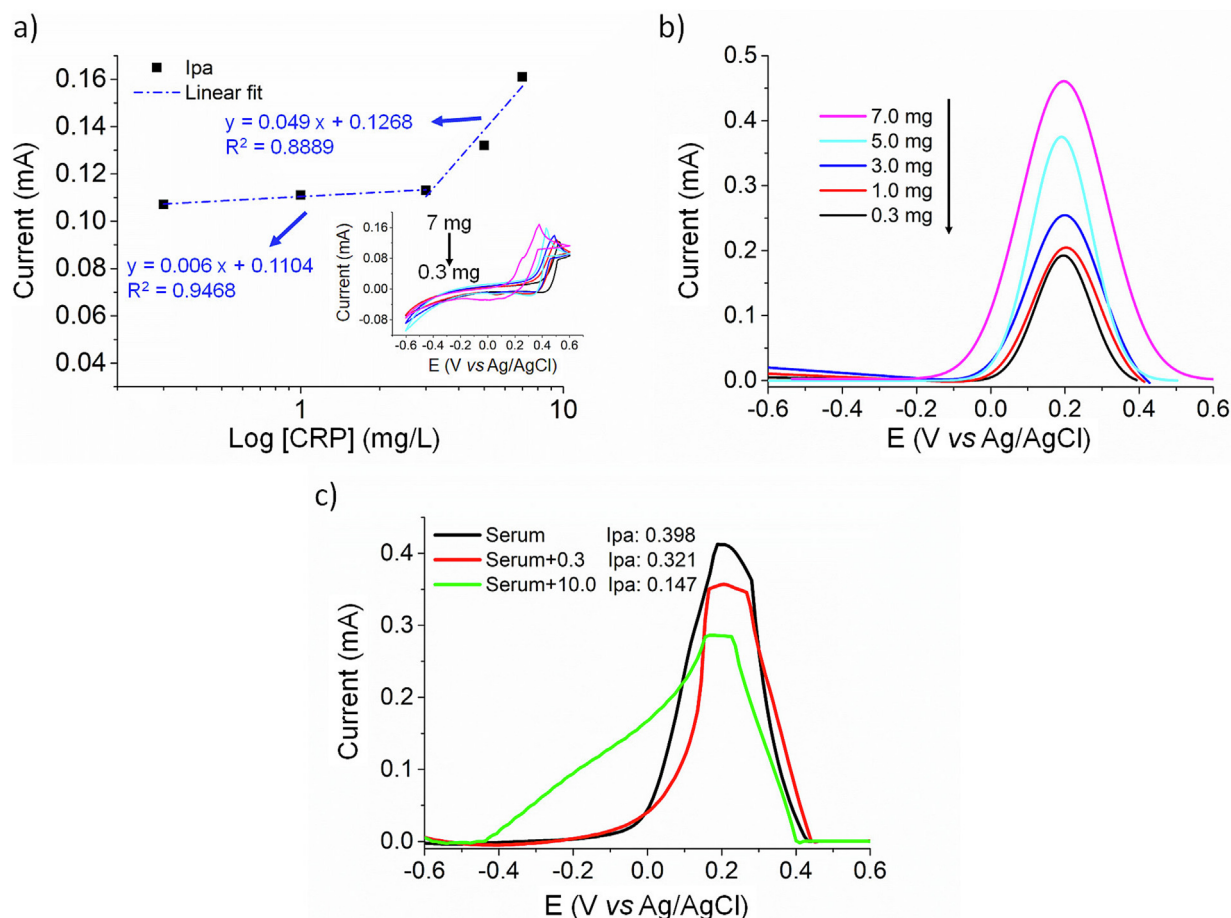 a)
0.16
0.14
0.12
0.10
0.08
0.06
0.04
Current (mA)
Ipa
Linear fit
y = 0.049 x + 0.1268
R² = 0.8889
y = 0.006 x + 0.1104
R² = 0.9468
1
10
Log [CRP] (mg/L)
7 mg
0.3 mg
0.16
0.08
0.00
-0.08
Current (mA)
-0.6 -0.4 -0.2 0.0 0.2 0.4 0.6
E (V vs Ag/AgCl)
b)
0.5
0.4
0.3
0.2
0.1
0.0
Current (mA)
7.0 mg
5.0 mg
3.0 mg
1.0 mg
0.3 mg
-0.6 -0.4 -0.2 0.0 0.2 0.4 0.6
E (V vs Ag/AgCl)
c)
0.4
0.3
0.2
0.1
0.0
Current (mA)
Serum Ipa: 0.398
Serum+0.3 Ipa: 0.321
Serum+10.0 Ipa: 0.147
-0.6 -0.4 -0.2 0.0 0.2 0.4 0.6
E (V vs Ag/AgCl)